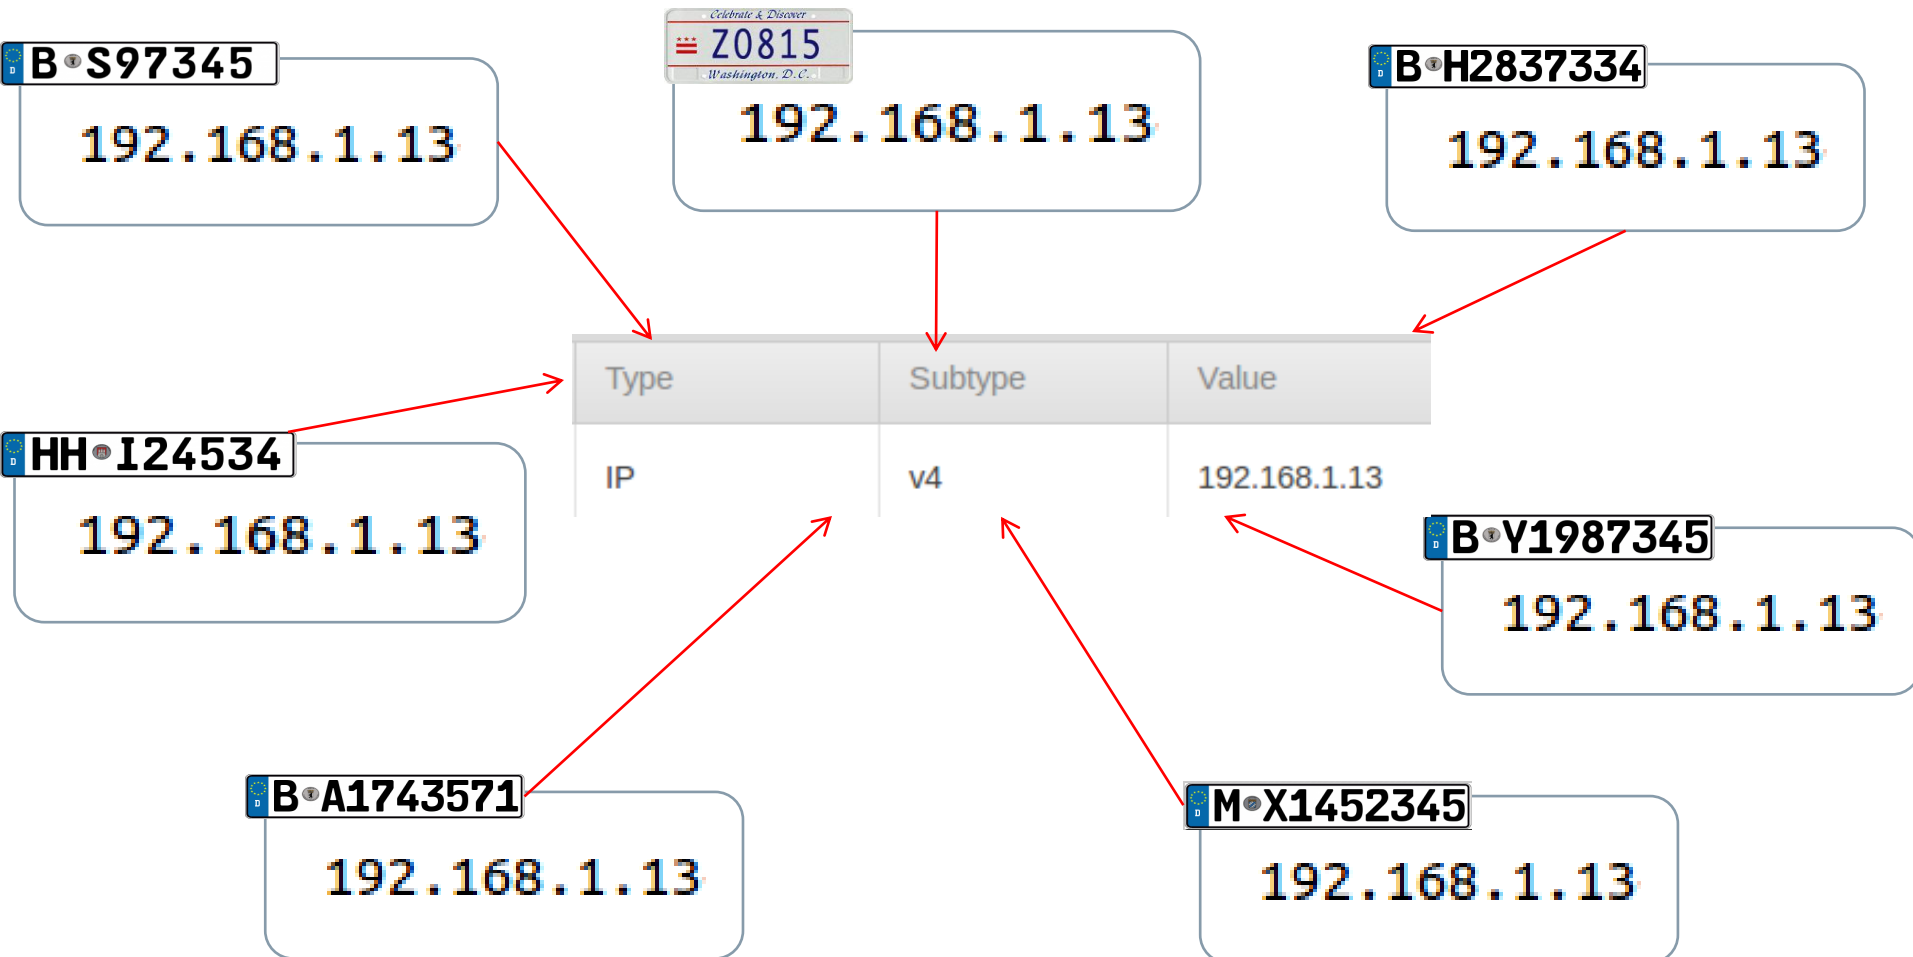 B S97345
192.168.1.13
Celebrate & Discover
Z0815
Washington, D.C.
192.168.1.13
B H2837334
192.168.1.13
Type Subtype Value
IP v4 192.168.1.13
HH I24534
192.168.1.13
B Y1987345
192.168.1.13
B A1743571
192.168.1.13
M X1452345
192.168.1.13